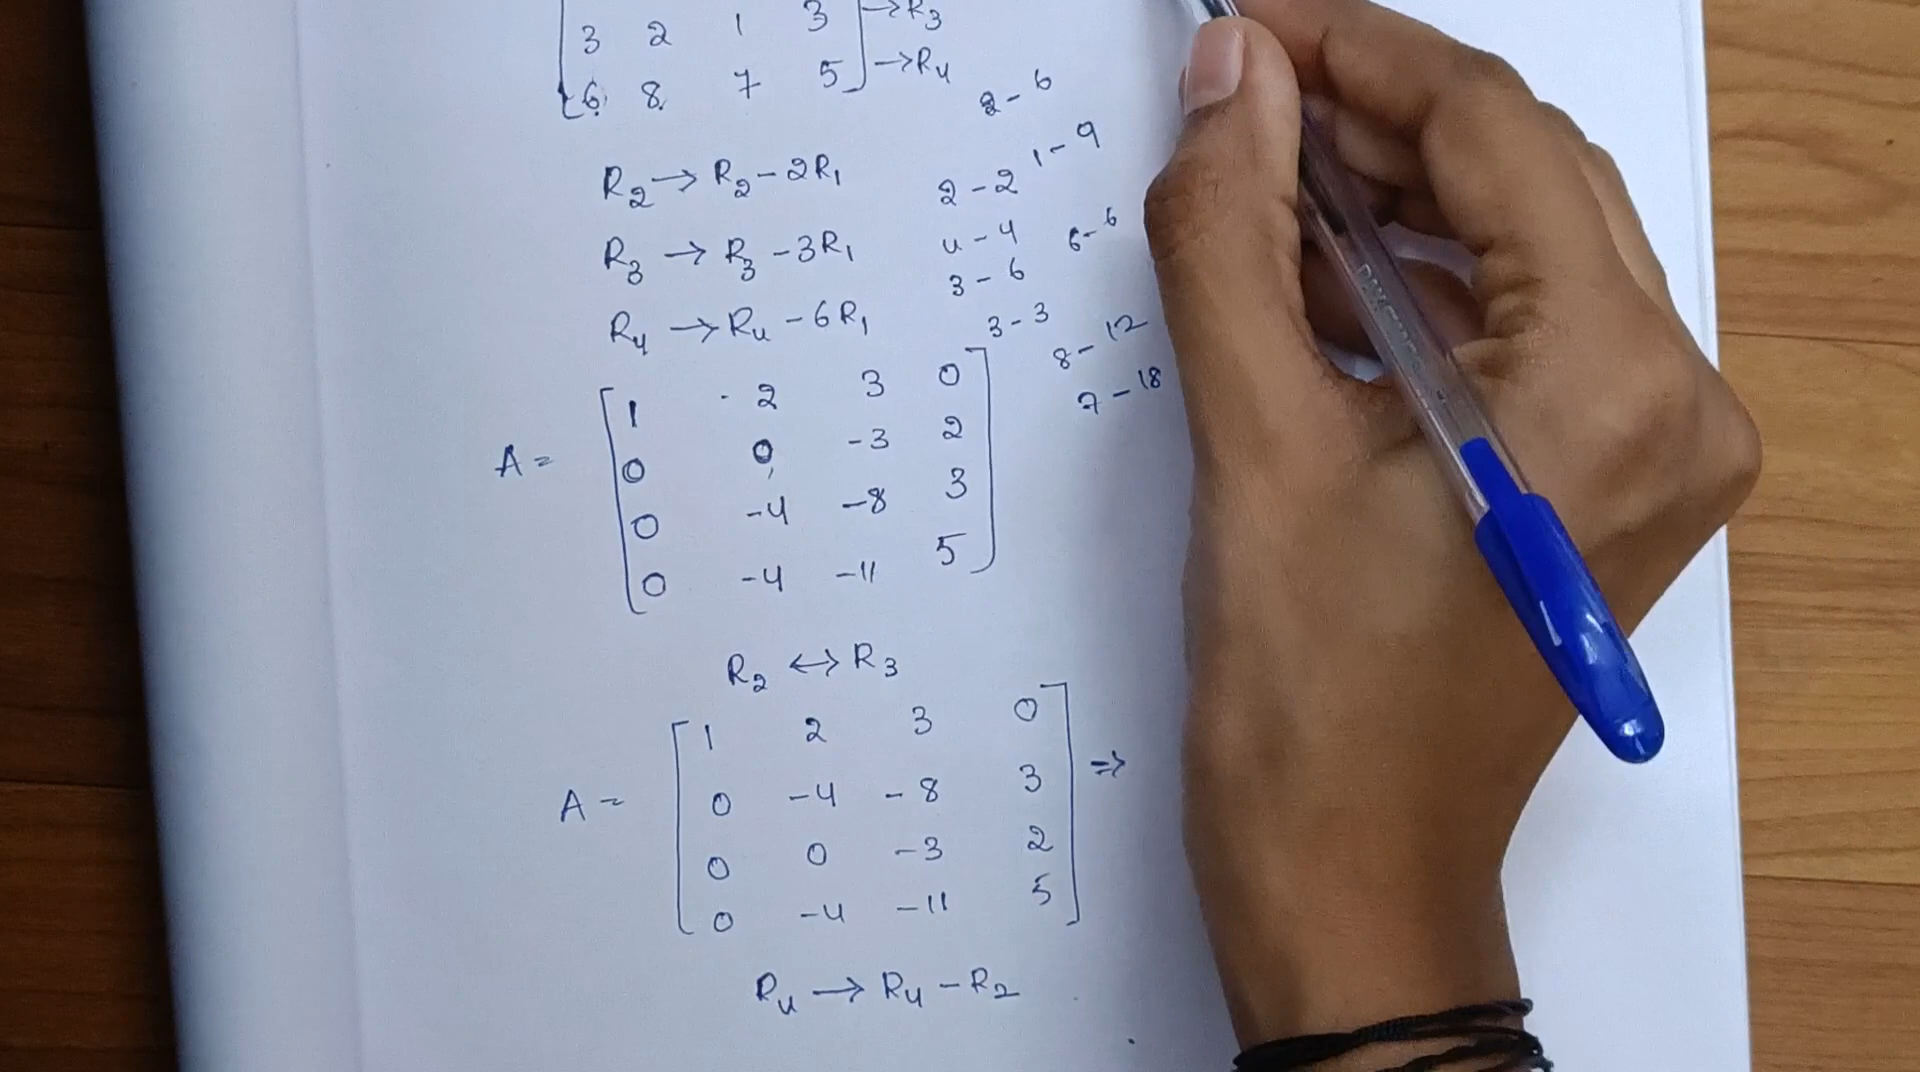 3 2 1 3 →R3
6 8 7 5 →R4
2-6
1-9
R2→R2-2R1 2-2
R3→R3-3R1 4-4 6-6
3-6
R4→R4-6R1 3-3
8-12
7-18
1 2 3 0
A= 0 0 -3 2
0 -4 -8 3
0 -4 -11 5
R2↔R3
1 2 3 0
A= 0 -4 -8 3 ⇒
0 0 -3 2
0 -4 -11 5
R4→R4-R2